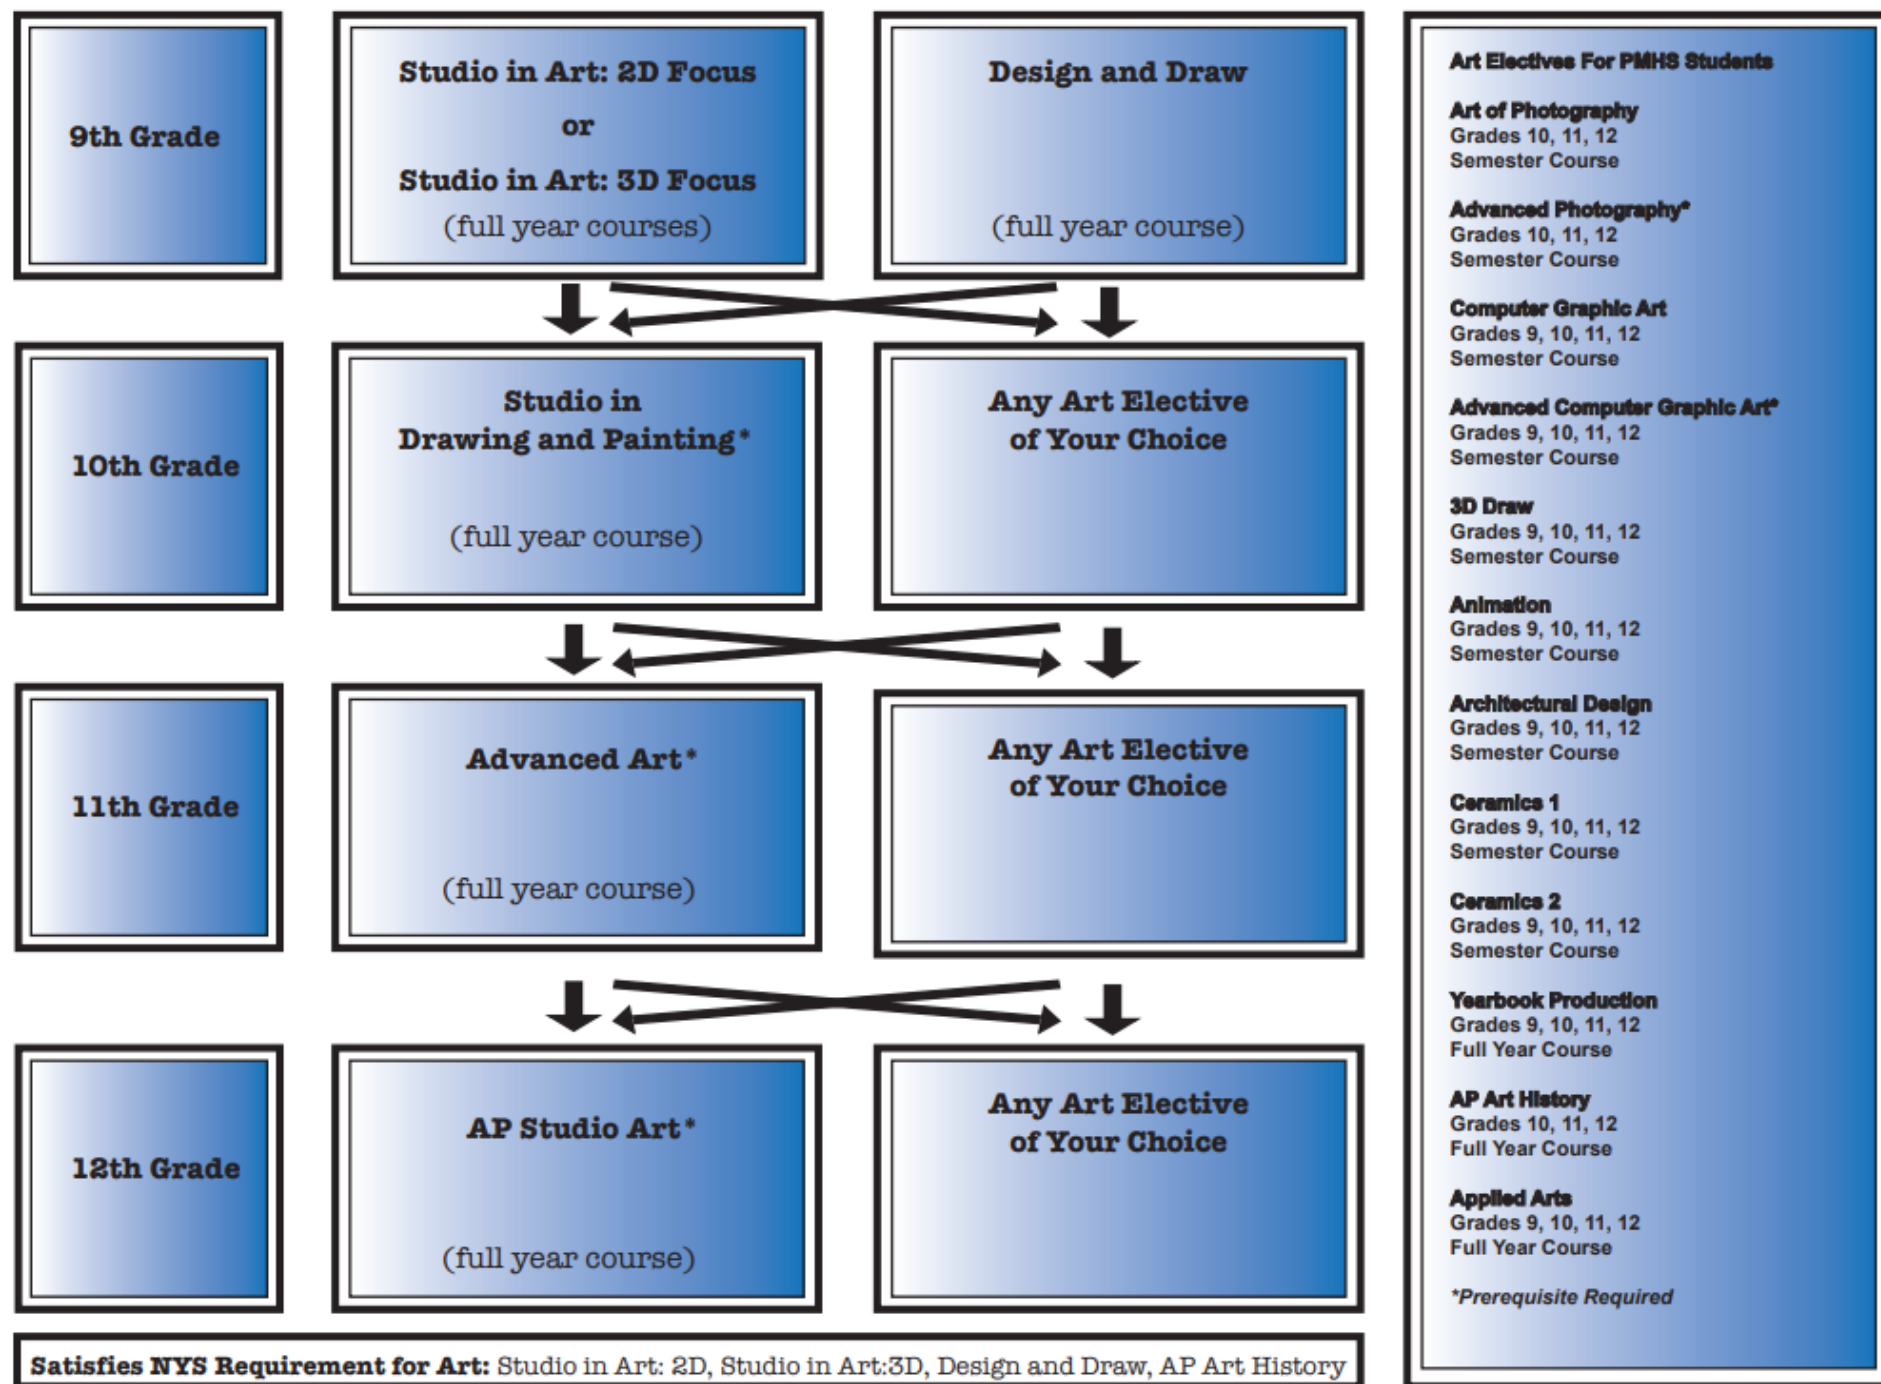 9th Grade
Studio in Art: 2D Focus
or
Studio in Art: 3D Focus
(full year courses)
Design and Draw
(full year course)
10th Grade
Studio in
Drawing and Painting*
(full year course)
Any Art Elective
of Your Choice
11th Grade
Advanced Art*
(full year course)
Any Art Elective
of Your Choice
12th Grade
AP Studio Art*
(full year course)
Any Art Elective
of Your Choice
Satisfies NYS Requirement for Art: Studio in Art: 2D, Studio in Art:3D, Design and Draw, AP Art History
Art Electives For PMHS Students
Art of Photography
Grades 10, 11, 12
Semester Course
Advanced Photography*
Grades 10, 11, 12
Semester Course
Computer Graphic Art
Grades 9, 10, 11, 12
Semester Course
Advanced Computer Graphic Art*
Grades 9, 10, 11, 12
Semester Course
3D Draw
Grades 9, 10, 11, 12
Semester Course
Animation
Grades 9, 10, 11, 12
Semester Course
Architectural Design
Grades 9, 10, 11, 12
Semester Course
Ceramics 1
Grades 9, 10, 11, 12
Semester Course
Ceramics 2
Grades 9, 10, 11, 12
Semester Course
Yearbook Production
Grades 9, 10, 11, 12
Full Year Course
AP Art History
Grades 10, 11, 12
Full Year Course
Applied Arts
Grades 9, 10, 11, 12
Full Year Course
*Prerequisite Required